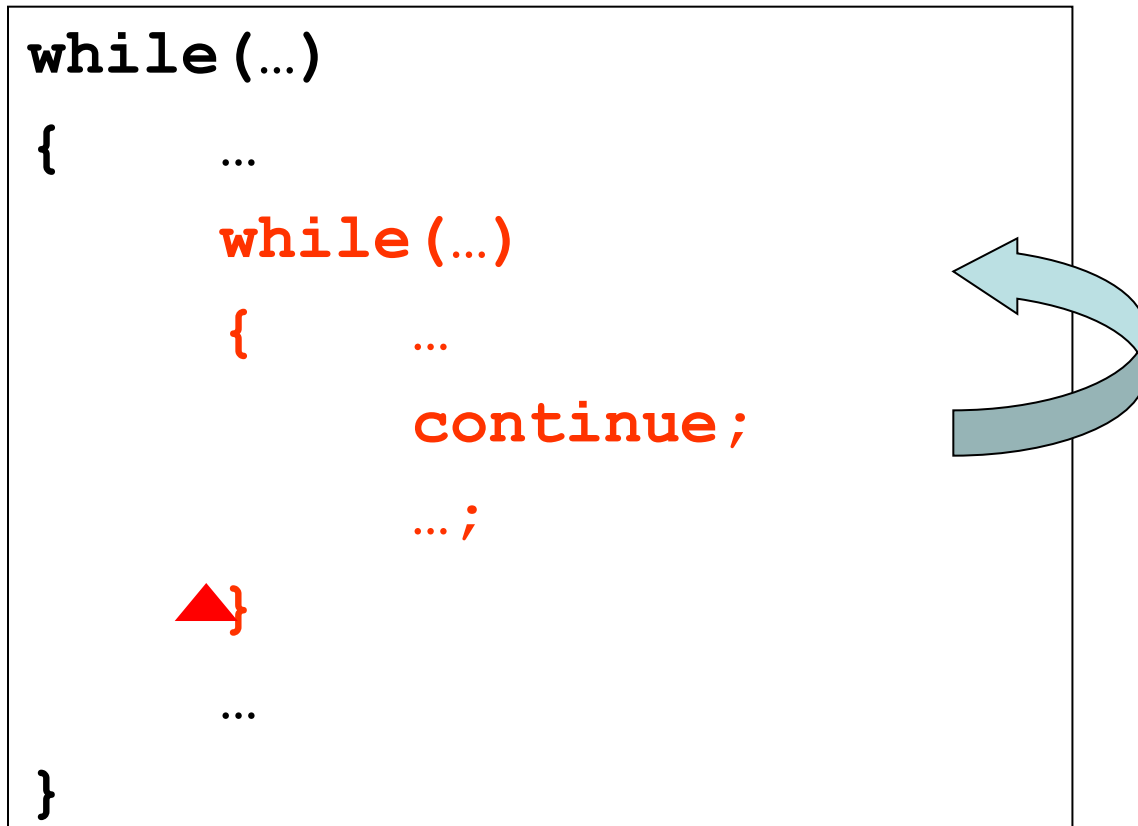 while(…)
{ …
while(…)
{ …
continue;
…;
}
…
}